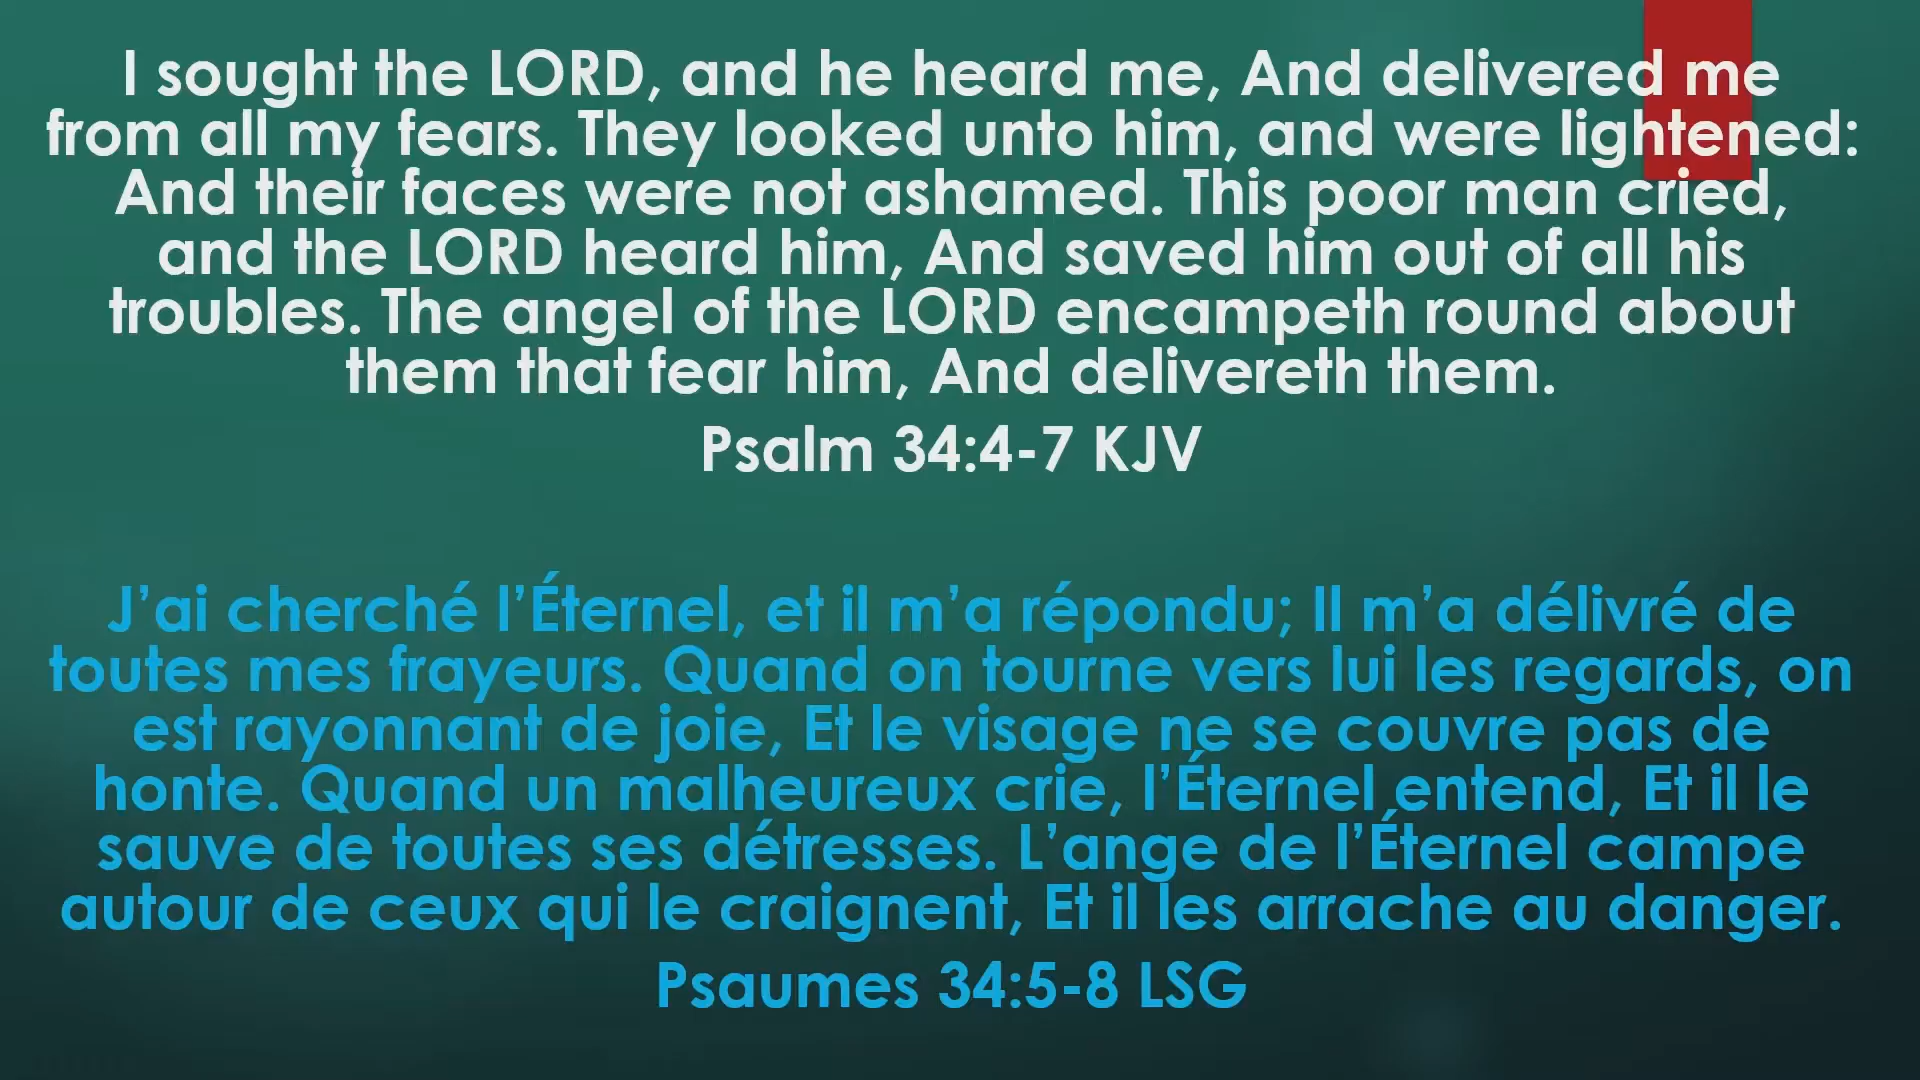 I sought the LORD, and he heard me, And delivered me
from all my fears. They looked unto him, and were lightened:
And their faces were not ashamed. This poor man cried,
and the LORD heard him, And saved him out of all his
troubles. The angel of the LORD encampeth round about
them that fear him, And delivereth them.
Psalm 34:4-7 KJV
J’ai cherché l’Éternel, et il m’a répondu; Il m’a délivré de
toutes mes frayeurs. Quand on tourne vers lui les regards, on
est rayonnant de joie, Et le visage ne se couvre pas de
honte. Quand un malheureux crie, l’Éternel entend, Et il le
sauve de toutes ses détresses. L’ange de l’Éternel campe
autour de ceux qui le craignent, Et il les arrache au danger.
Psaumes 34:5-8 LSG